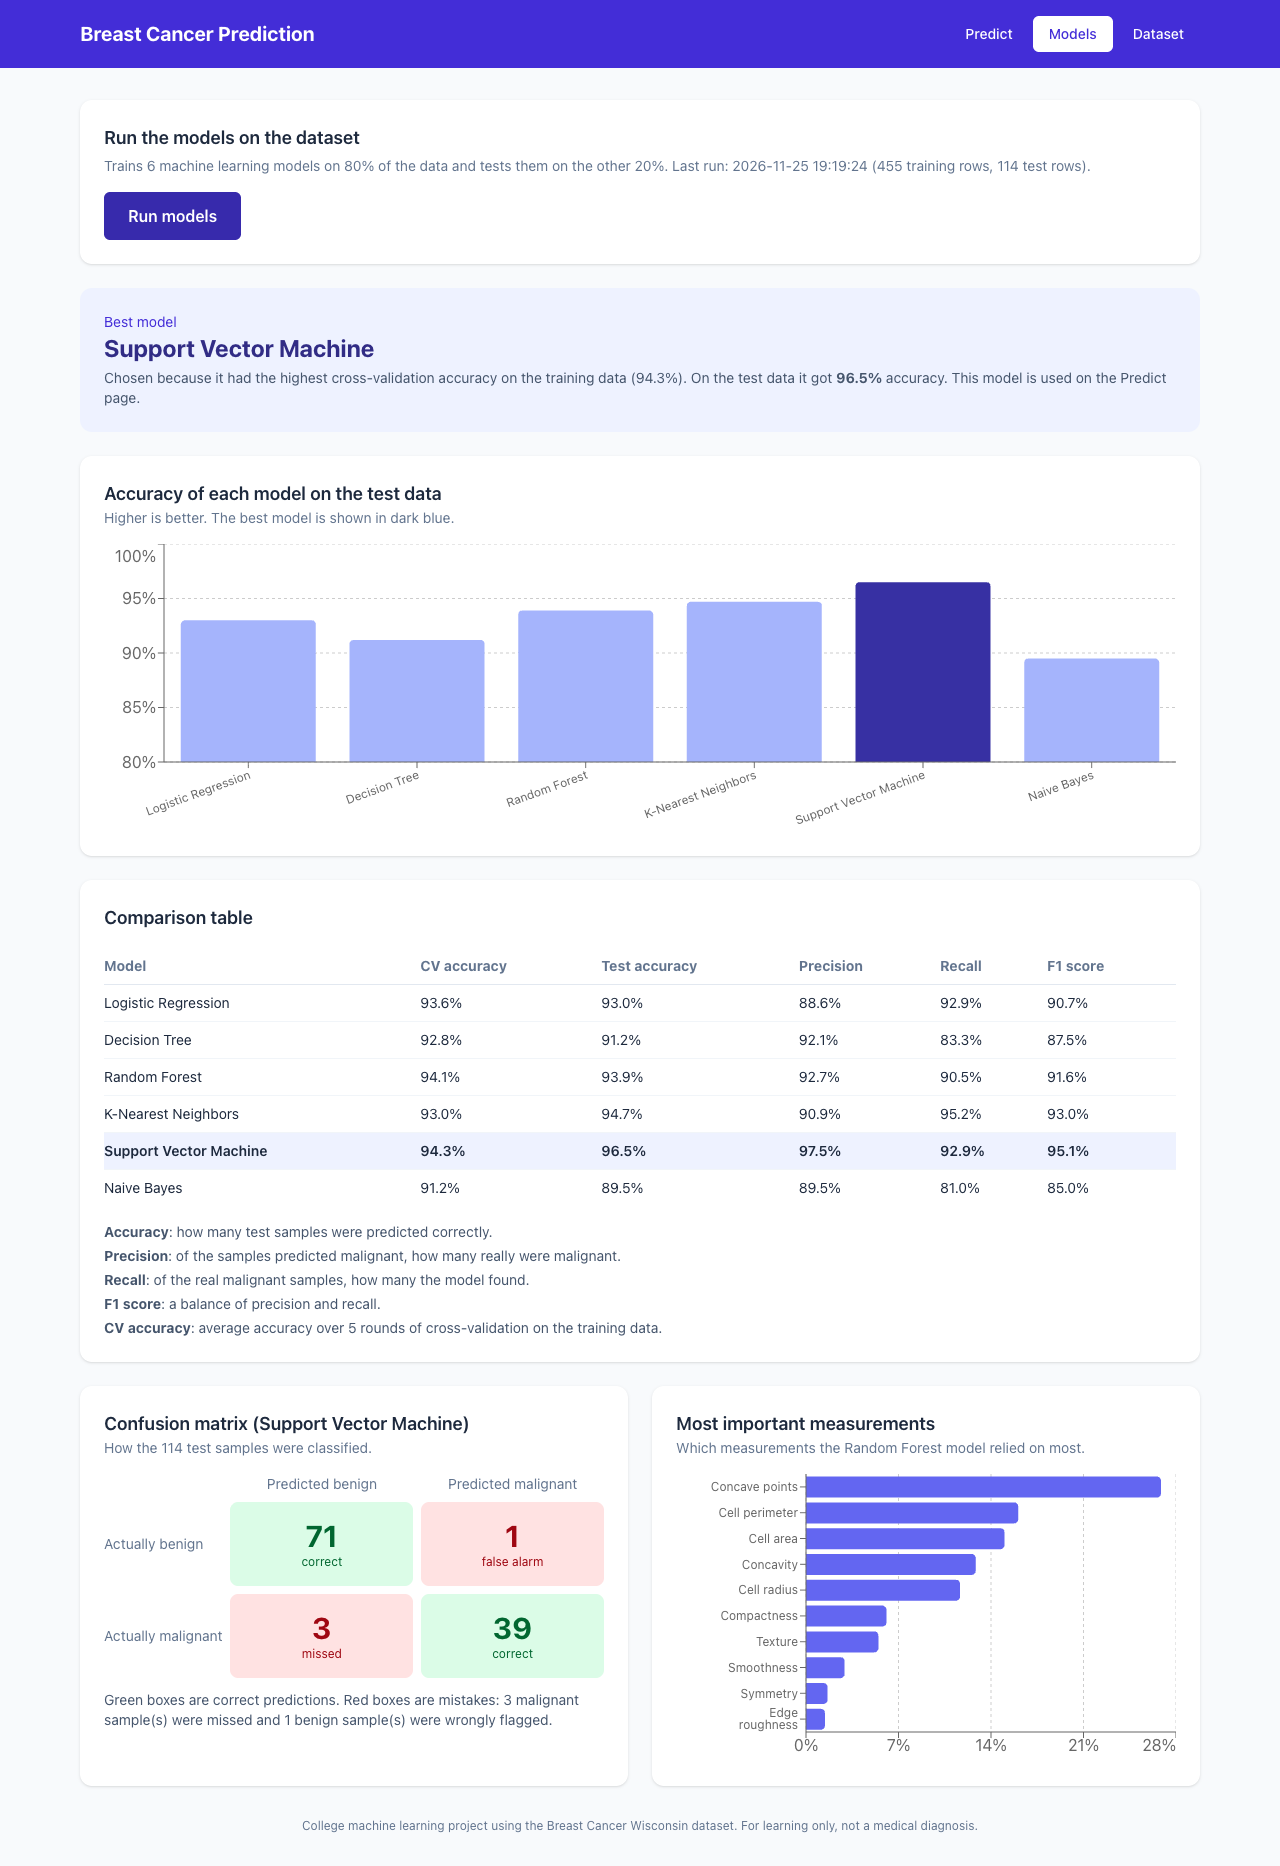 Breast Cancer Prediction
Predict
Models
Dataset
Run the models on the dataset
Trains 6 machine learning models on 80% of the data and tests them on the other 20%. Last run: 2026-11-25 19:19:24 (455 training rows, 114 test rows).
Run models
Best model
Support Vector Machine
Chosen because it had the highest cross-validation accuracy on the training data (94.3%). On the test data it got 96.5% accuracy. This model is used on the Predict
page.
Accuracy of each model on the test data
Higher is better. The best model is shown in dark blue.
100%
95%
90%
85%
80%
Logistic Regression
Decision Tree
Random Forest
K-Nearest Neighbors
Support Vector Machine
Naive Bayes
Comparison table
Model CV accuracy Test accuracy Precision Recall F1 score
Logistic Regression 93.6% 93.0% 88.6% 92.9% 90.7%
Decision Tree 92.8% 91.2% 92.1% 83.3% 87.5%
Random Forest 94.1% 93.9% 92.7% 90.5% 91.6%
K-Nearest Neighbors 93.0% 94.7% 90.9% 95.2% 93.0%
Support Vector Machine 94.3% 96.5% 97.5% 92.9% 95.1%
Naive Bayes 91.2% 89.5% 89.5% 81.0% 85.0%
Accuracy: how many test samples were predicted correctly.
Precision: of the samples predicted malignant, how many really were malignant.
Recall: of the real malignant samples, how many the model found.
F1 score: a balance of precision and recall.
CV accuracy: average accuracy over 5 rounds of cross-validation on the training data.
Confusion matrix (Support Vector Machine)
How the 114 test samples were classified.
Predicted benign Predicted malignant
Actually benign
71
correct
1
false alarm
Actually malignant
3
missed
39
correct
Green boxes are correct predictions. Red boxes are mistakes: 3 malignant
sample(s) were missed and 1 benign sample(s) were wrongly flagged.
Most important measurements
Which measurements the Random Forest model relied on most.
Concave points
Cell perimeter
Cell area
Concavity
Cell radius
Compactness
Texture
Smoothness
Symmetry
Edge
roughness
0% 7% 14% 21% 28%
College machine learning project using the Breast Cancer Wisconsin dataset. For learning only, not a medical diagnosis.